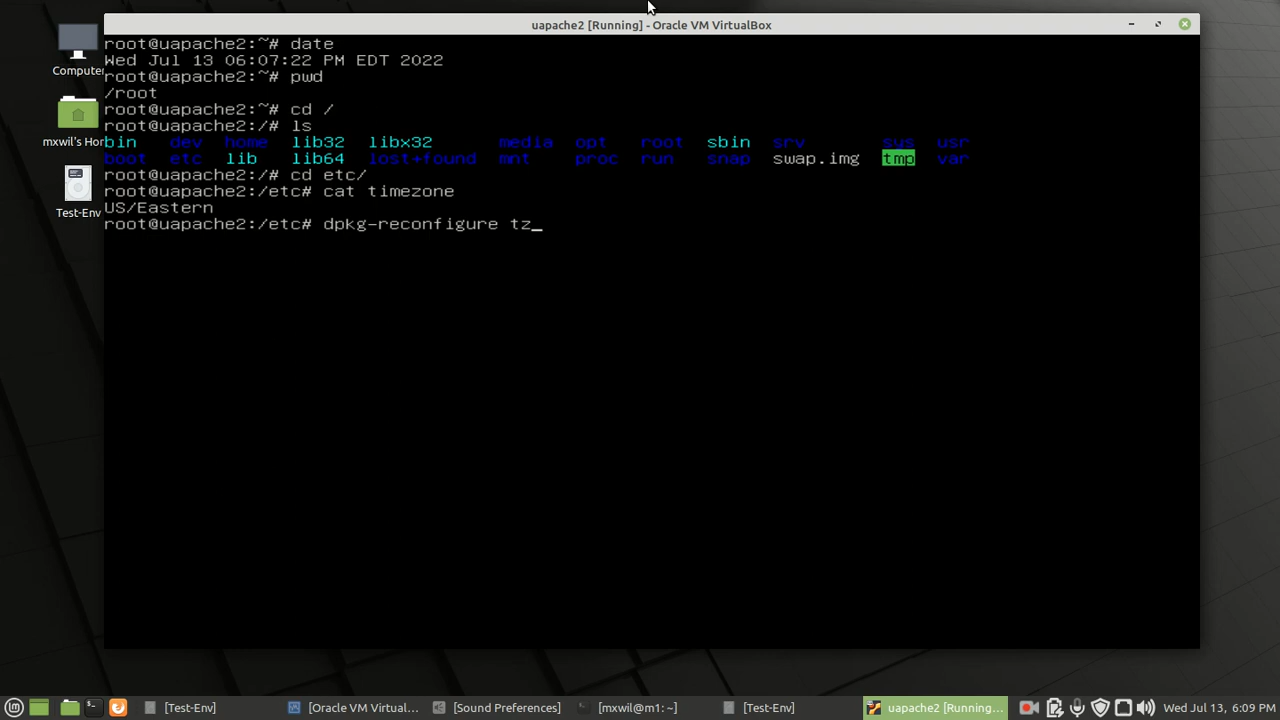 uapache2 [Running] - Oracle VM VirtualBox
Computer
mxwil's Hom
Test-Env
root@uapache2:~# date
Wed Jul 13 06:07:22 PM EDT 2022
root@uapache2:~# pwd
/root
root@uapache2:~# cd /
root@uapache2:/# ls
bin dev home lib32 libx32 media opt root sbin srv sys usr
boot etc lib lib64 lost+found mnt proc run snap swap.img tmp var
root@uapache2:/# cd etc/
root@uapache2:/etc# cat timezone
US/Eastern
root@uapache2:/etc# dpkg-reconfigure tz_
[Test-Env] [Oracle VM Virtual... [Sound Preferences] [mxwil@m1: ~] [Test-Env] uapache2 [Running... Wed Jul 13, 6:09 PM